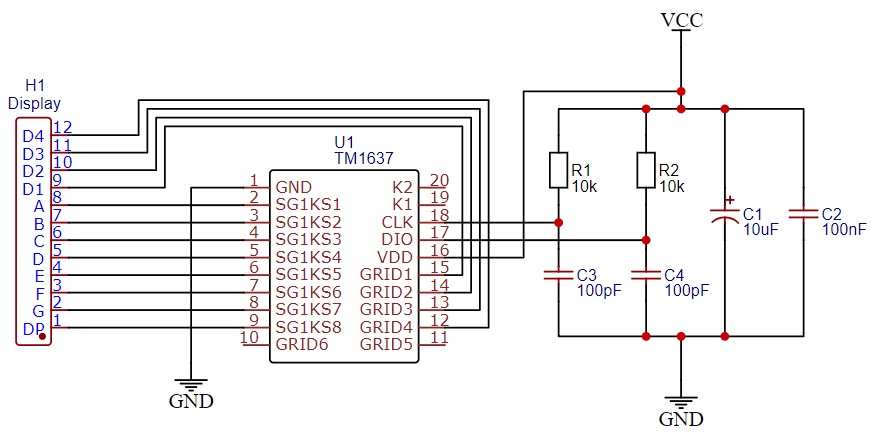 VCC
H1
Display
D4 12
D3 11
D2 10
D1 9
A 8
B 7
C 6
D 5
E 4
F 3
G 2
DP 1
U1
TM1637
1 GND K2 20
2 SG1KS1 K1 19
3 SG1KS2 CLK 18
4 SG1KS3 DIO 17
5 SG1KS4 VDD 16
6 SG1KS5 GRID1 15
7 SG1KS6 GRID2 14
8 SG1KS7 GRID3 13
9 SG1KS8 GRID4 12
10 GRID6 GRID5 11
GND
R1
10k
R2
10k
+
C1
10uF
C2
100nF
C3
100pF
C4
100pF
GND